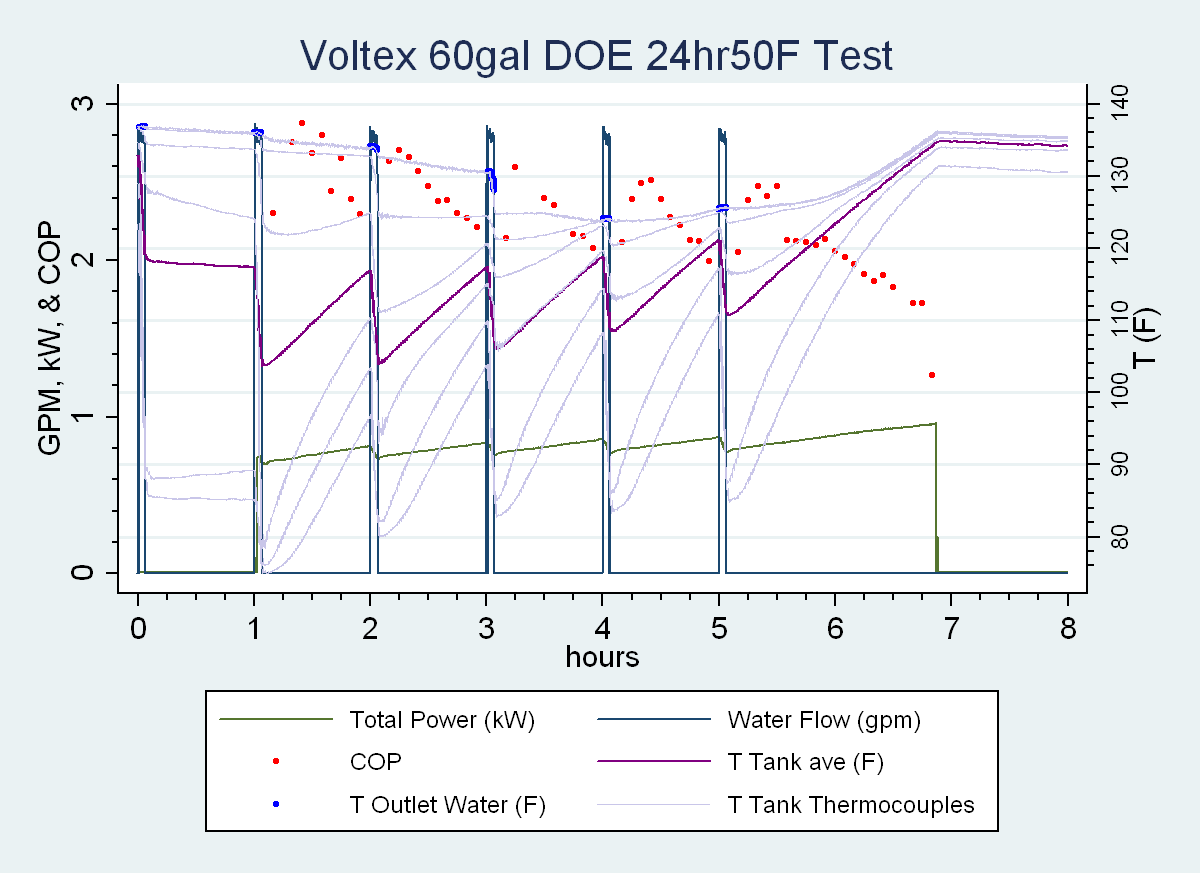 Voltex 60gal DOE 24hr50F Test
GPM, kW, & COP
3
2
1
0
140
130
120
110
100
90
80
T (F)
0 1 2 3 4 5 6 7 8
hours
Total Power (kW) Water Flow (gpm)
COP T Tank ave (F)
T Outlet Water (F) T Tank Thermocouples